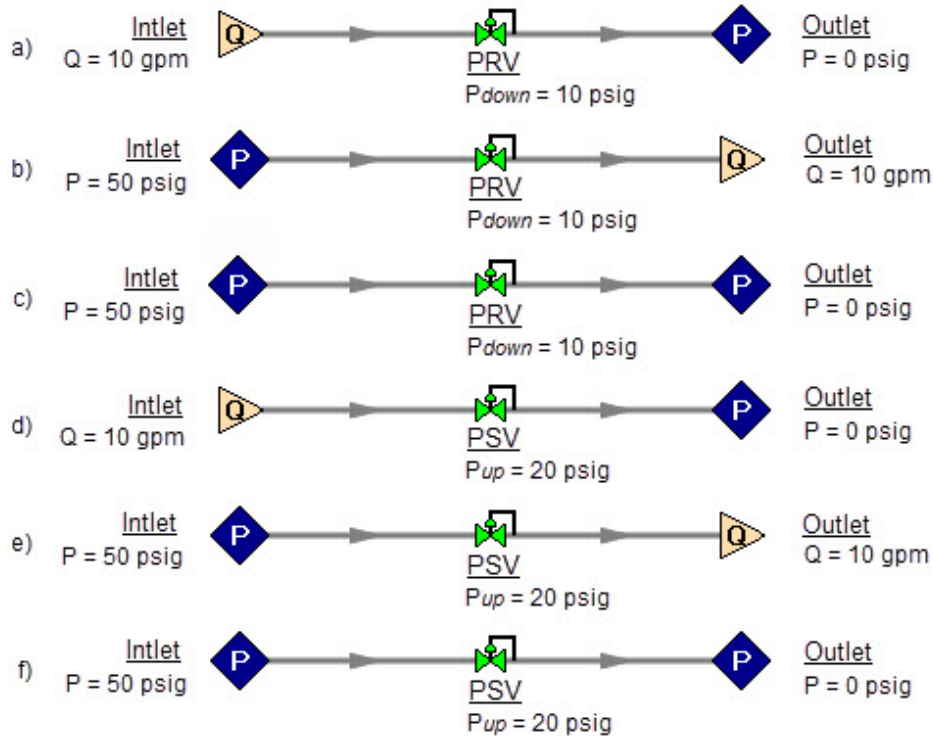 a)
Intlet
Q = 10 gpm
Q
PRV
Pdown = 10 psig
P
Outlet
P = 0 psig
b)
Intlet
P = 50 psig
P
PRV
Pdown = 10 psig
Q
Outlet
Q = 10 gpm
c)
Intlet
P = 50 psig
P
PRV
Pdown = 10 psig
P
Outlet
P = 0 psig
d)
Intlet
Q = 10 gpm
Q
PSV
Pup = 20 psig
P
Outlet
P = 0 psig
e)
Intlet
P = 50 psig
P
PSV
Pup = 20 psig
Q
Outlet
Q = 10 gpm
f)
Intlet
P = 50 psig
P
PSV
Pup = 20 psig
P
Outlet
P = 0 psig